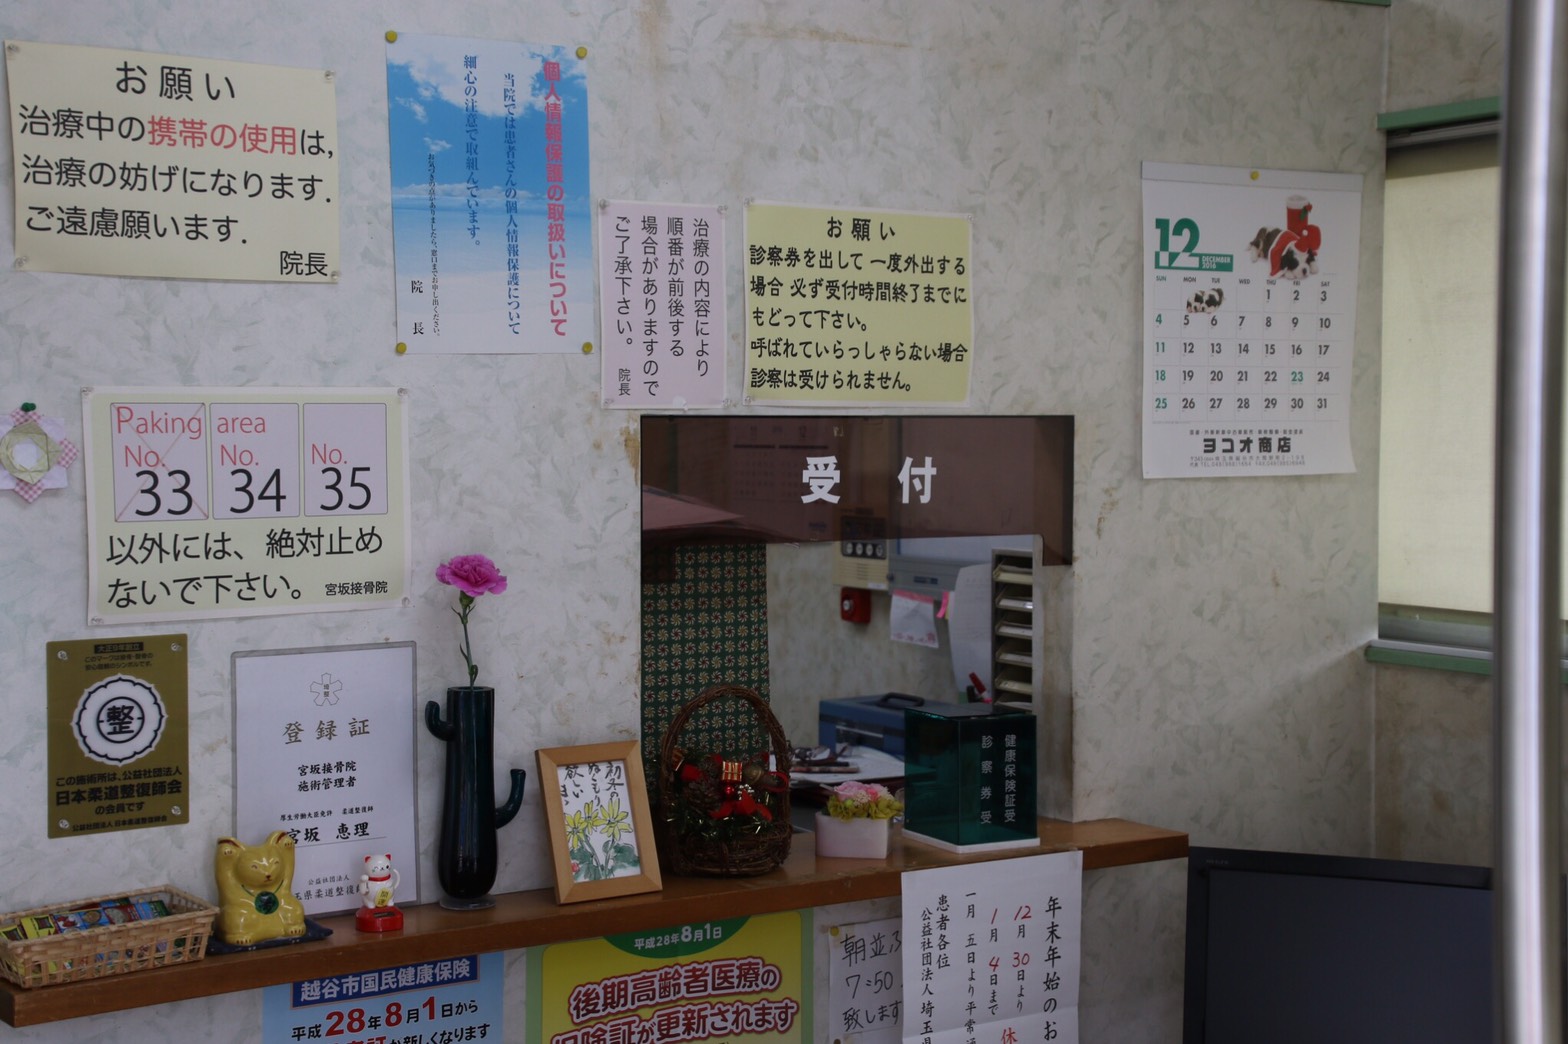 お願い
治療中の携帯の使用は,
治療の妨げになります.
ご遠慮願います.
院長
個人情報保護の取扱いについて
当院では患者さんの個人情報保護について
細心の注意で取組んでいます。
院長
治療の内容により
順番が前後する
場合がありますので
ご了承下さい。
院長
お願い
診察券を出して一度外出する
場合 必ず受付時間終了までに
もどって下さい。
呼ばれていらっしゃらない場合
診察は受けられません。
12
DECEMBER
2016
SUN MON WED THU FRI SAT
1 2 3
4 5 6 7 8 9 10
11 12 13 14 15 16 17
18 19 20 21 22 23 24
25 26 27 28 29 30 31
ヨコオ商店
Paking area
No. No. No.
33 34 35
以外には、絶対止め
ないで下さい。
宮坂接骨院
受付
整
この施術所は、公益社団法人
日本柔道整復師会
の会員です
登録証
宮坂接骨院
施術管理者
厚生労働大臣免許 柔道整復師
宮坂 恵理
公益社団法人
健康保険証受
診察券受
越谷市国民健康保険
平成28年8月1日から
平成28年8月1日
後期高齢者医療の
保険証が更新されます
朝並
7:50
致します
年末年始のお
12月30日より
1月4日まで
休
一月五日より平常通
患者各位
公益社団法人埼玉県